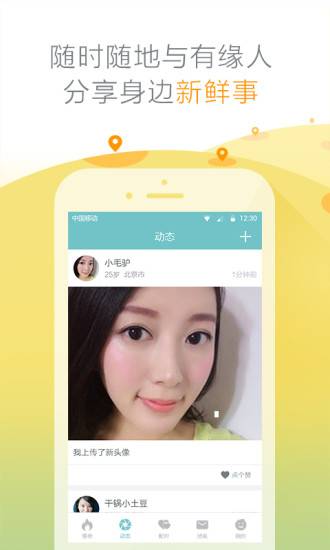 随时随地与有缘人
分享身边新鲜事
中国移动
12:30
动态
小毛驴
25岁 北京市
1分钟前
我上传了新头像
点个赞
干锅小土豆
动态
配对
消息
我的